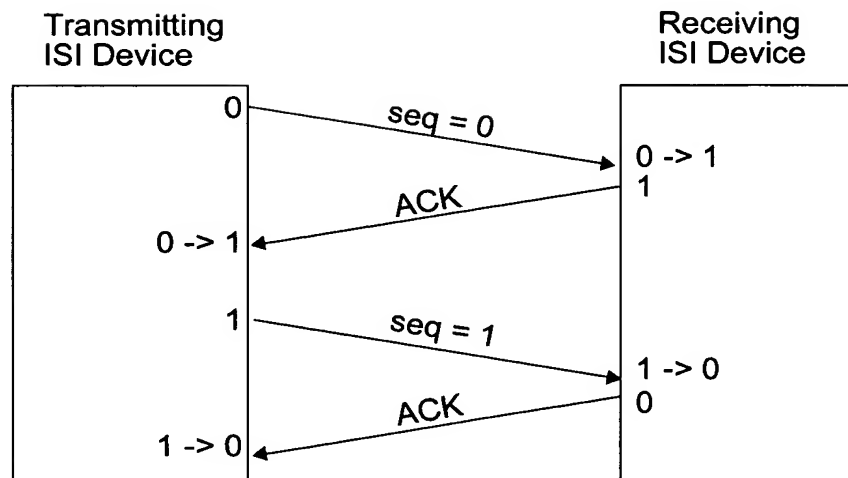 Transmitting
ISI Device
Receiving
ISI Device
0
seq = 0
0 -> 1
1
ACK
0 -> 1
1
seq = 1
1 -> 0
0
ACK
1 -> 0